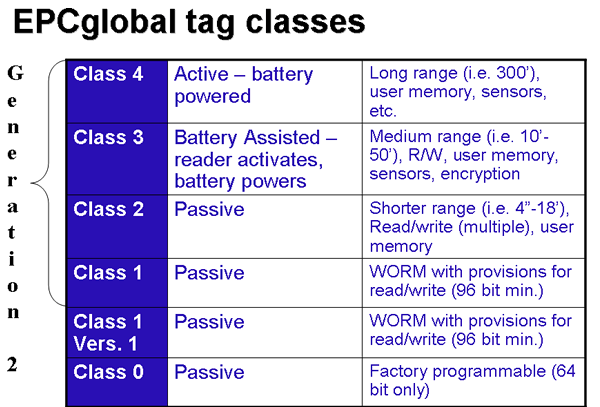 EPCglobal tag classes
Generation 2
Class 4
Active – battery
powered
Long range (i.e. 300’),
user memory, sensors,
etc.
Class 3
Battery Assisted –
reader activates,
battery powers
Medium range (i.e. 10’-
50’), R/W, user memory,
sensors, encryption
Class 2
Passive
Shorter range (i.e. 4”-18’),
Read/write (multiple), user
memory
Class 1
Passive
WORM with provisions for
read/write (96 bit min.)
Class 1
Vers. 1
Passive
WORM with provisions for
read/write (96 bit min.)
Class 0
Passive
Factory programmable (64
bit only)